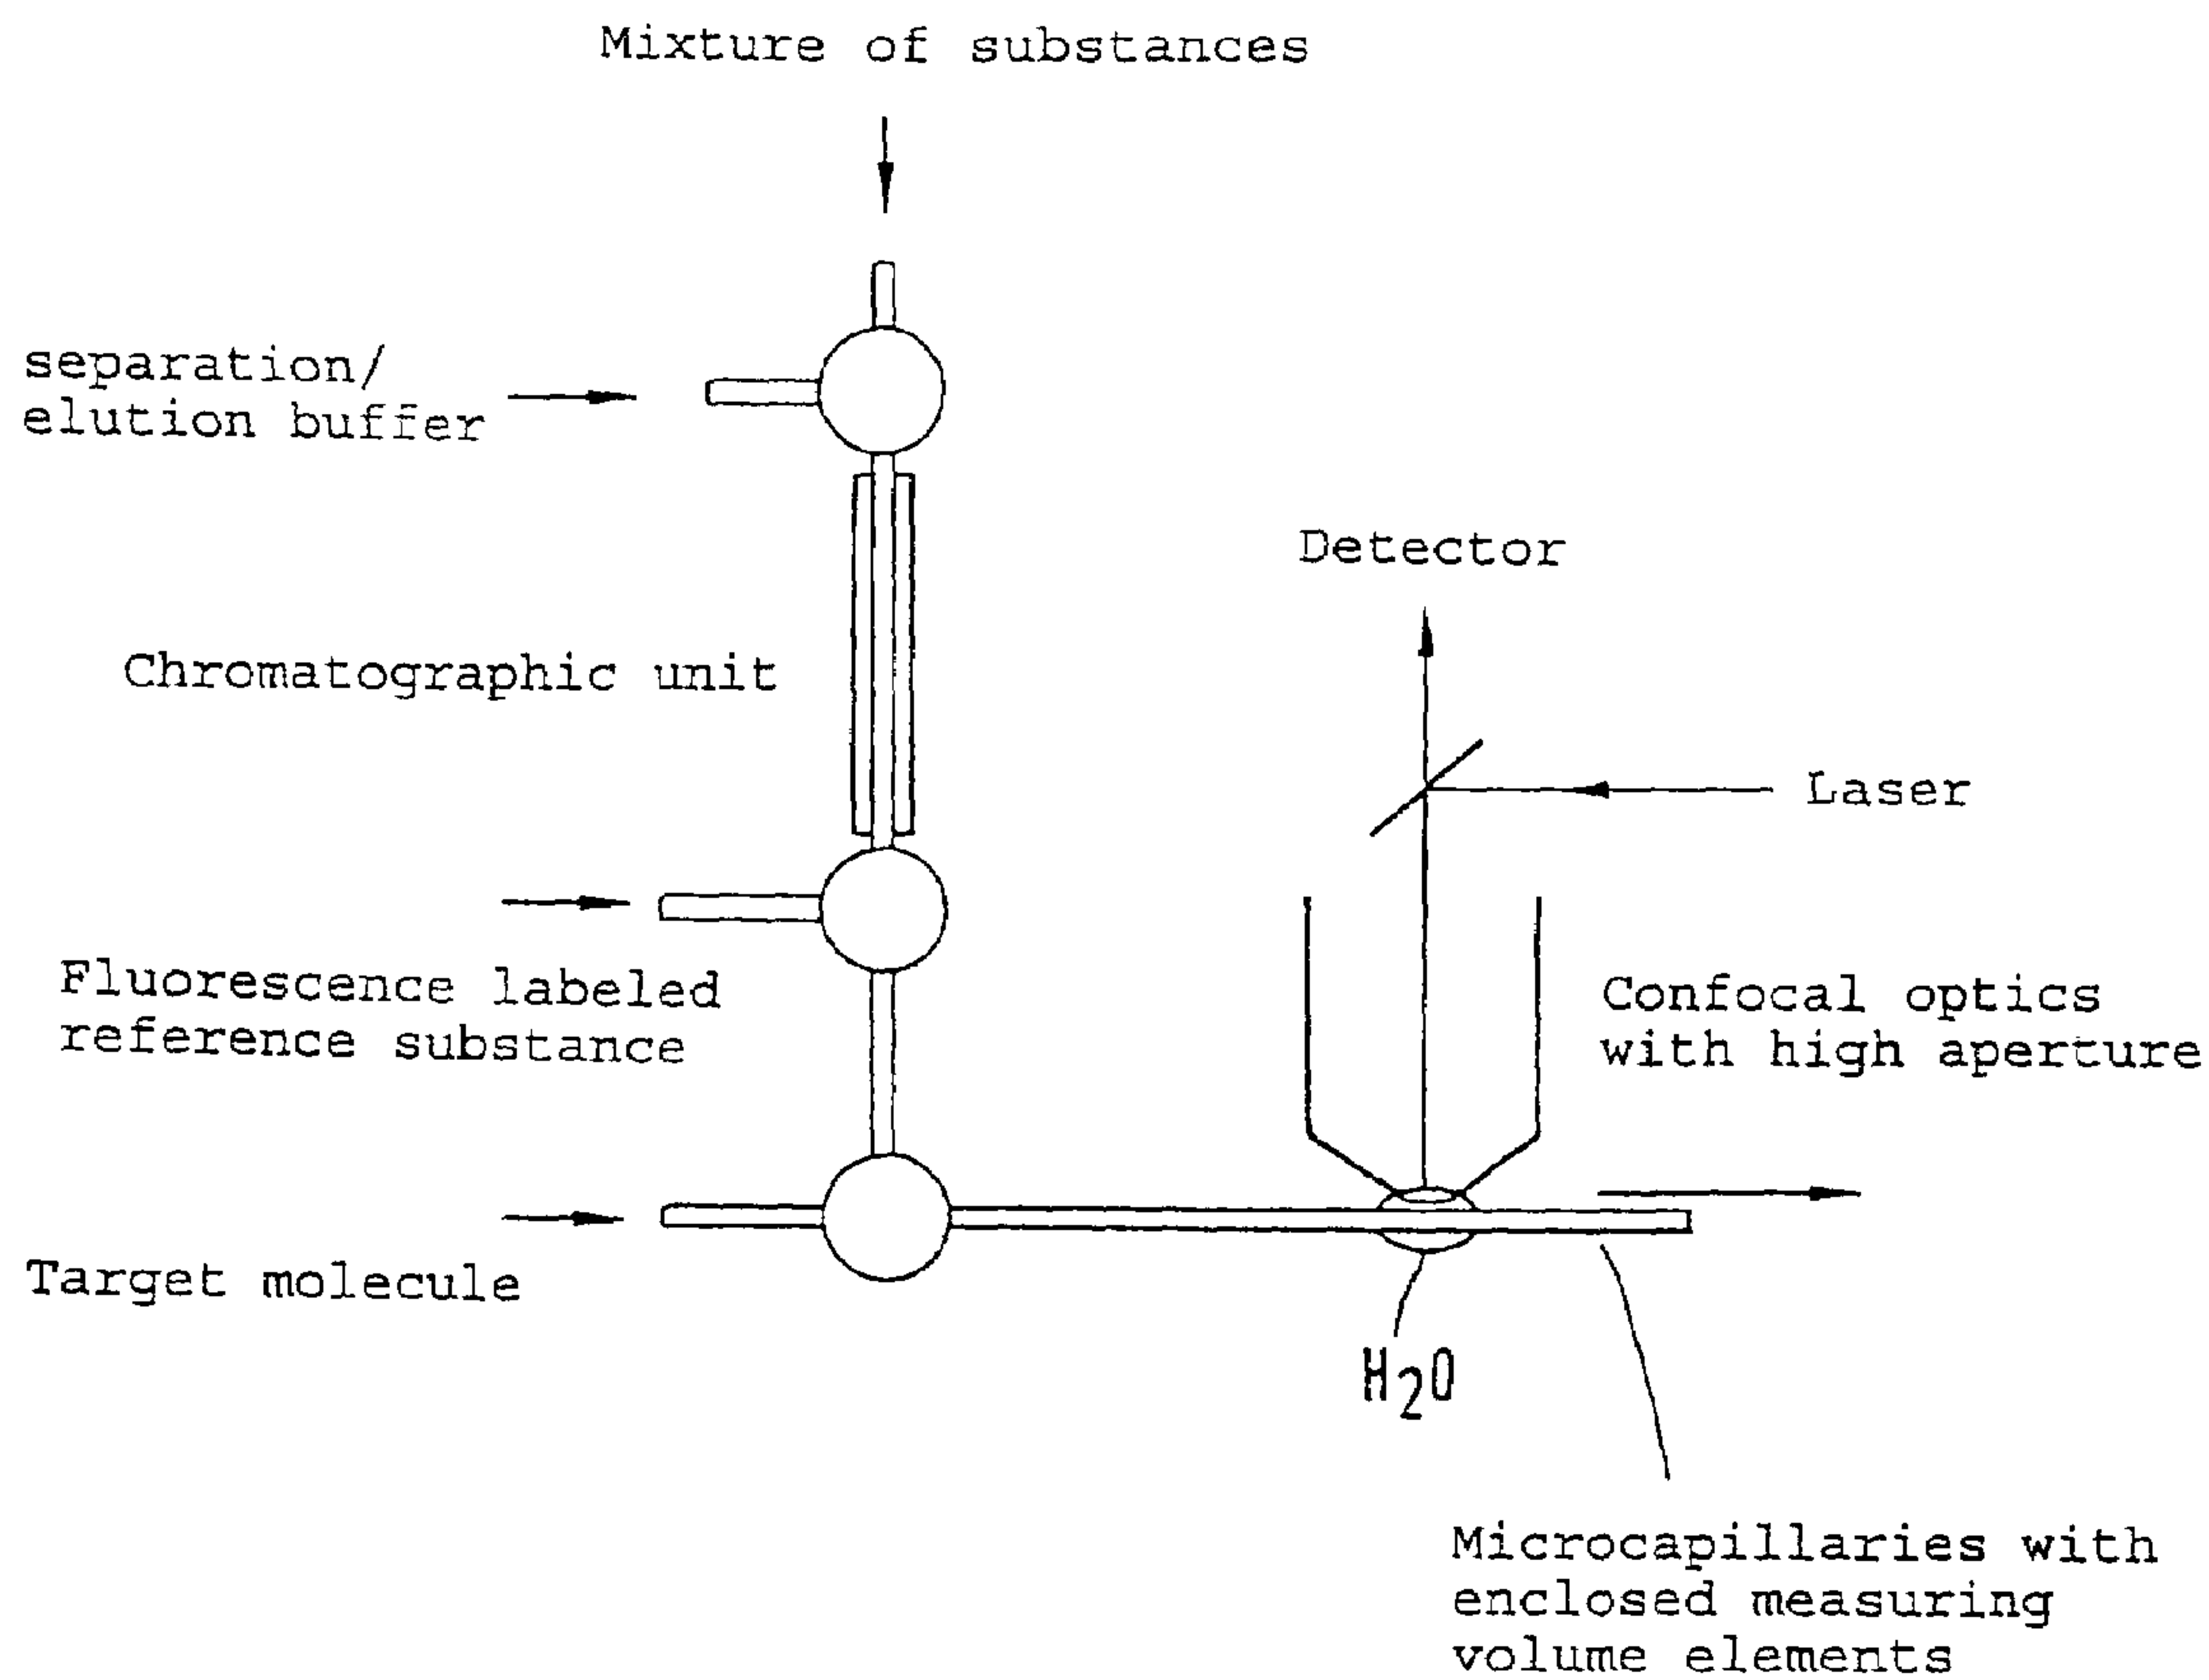 Mixture of substances
separation/
elution buffer
Detector
Chromatographic unit
Laser
Fluorescence labeled
reference substance
Confocal optics
with high aperture
Target molecule
H2O
Microcapillaries with
enclosed measuring
volume elements